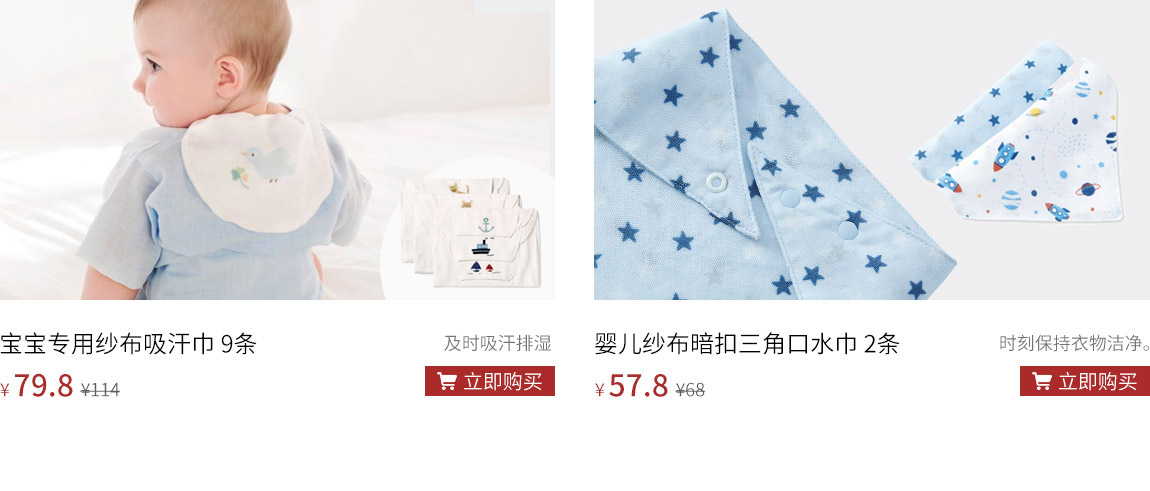 宝宝专用纱布吸汗巾 9条
及时吸汗排湿
¥ 79.8 ¥114
立即购买
婴儿纱布暗扣三角口水巾 2条
时刻保持衣物洁净。
¥ 57.8 ¥68
立即购买